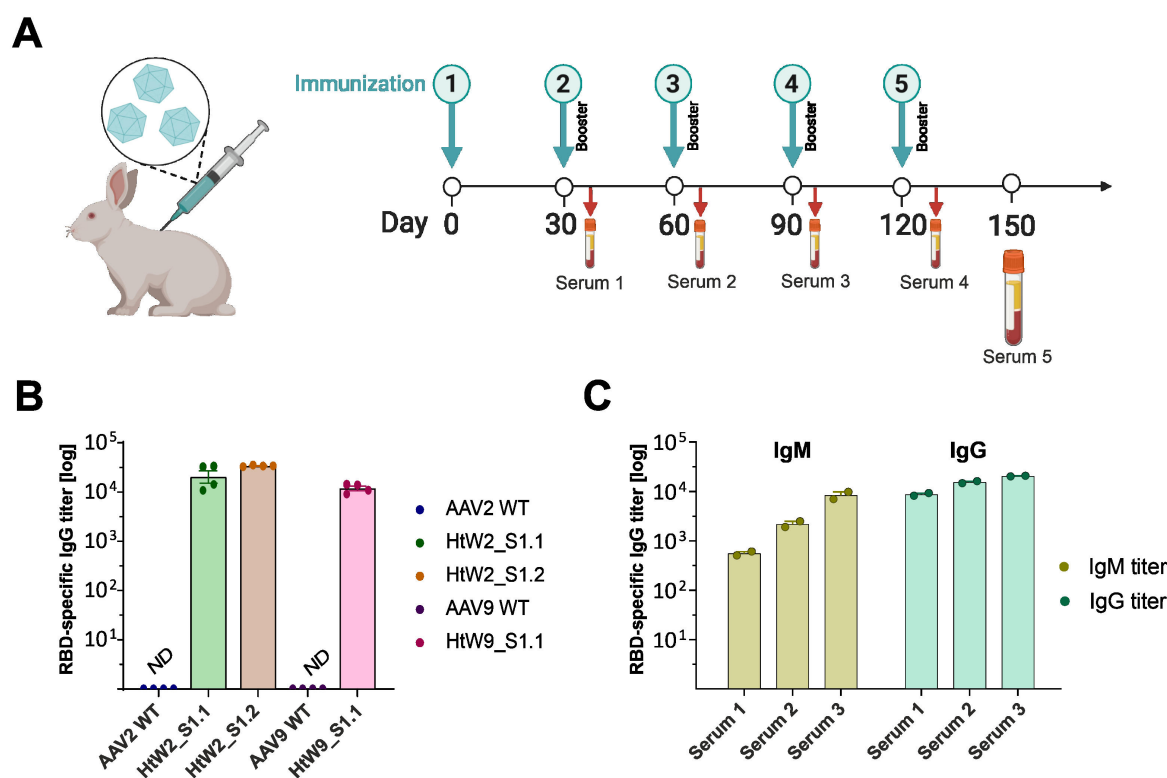 A
Immunization 1 2 3 4 5
Booster Booster Booster Booster
Day 0 30 60 90 120 150
Serum 1 Serum 2 Serum 3 Serum 4
Serum 5
B
RBD-specific IgG titer [log]
10^5
10^4
10^3
10^2
10^1
ND
ND
AAV2 WT
HtW2_S1.1
HtW2_S1.2
AAV9 WT
HtW9_S1.1
AAV2 WT
HtW2_S1.1
HtW2_S1.2
AAV9 WT
HtW9_S1.1
C
RBD-specific IgG titer [log]
10^5
10^4
10^3
10^2
10^1
IgM IgG
Serum 1
Serum 2
Serum 3
Serum 1
Serum 2
Serum 3
IgM titer
IgG titer